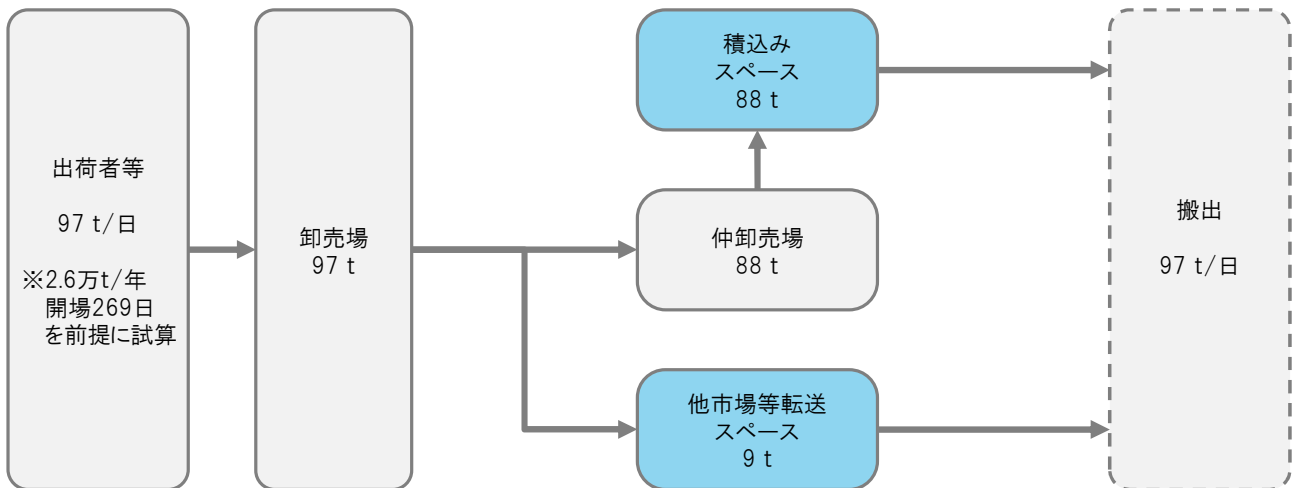 出荷者等
97 t/日
※2.6万t/年
開場269日
を前提に試算
卸売場
97 t
積込み
スペース
88 t
仲卸売場
88 t
他市場等転送
スペース
9 t
搬出
97 t/日